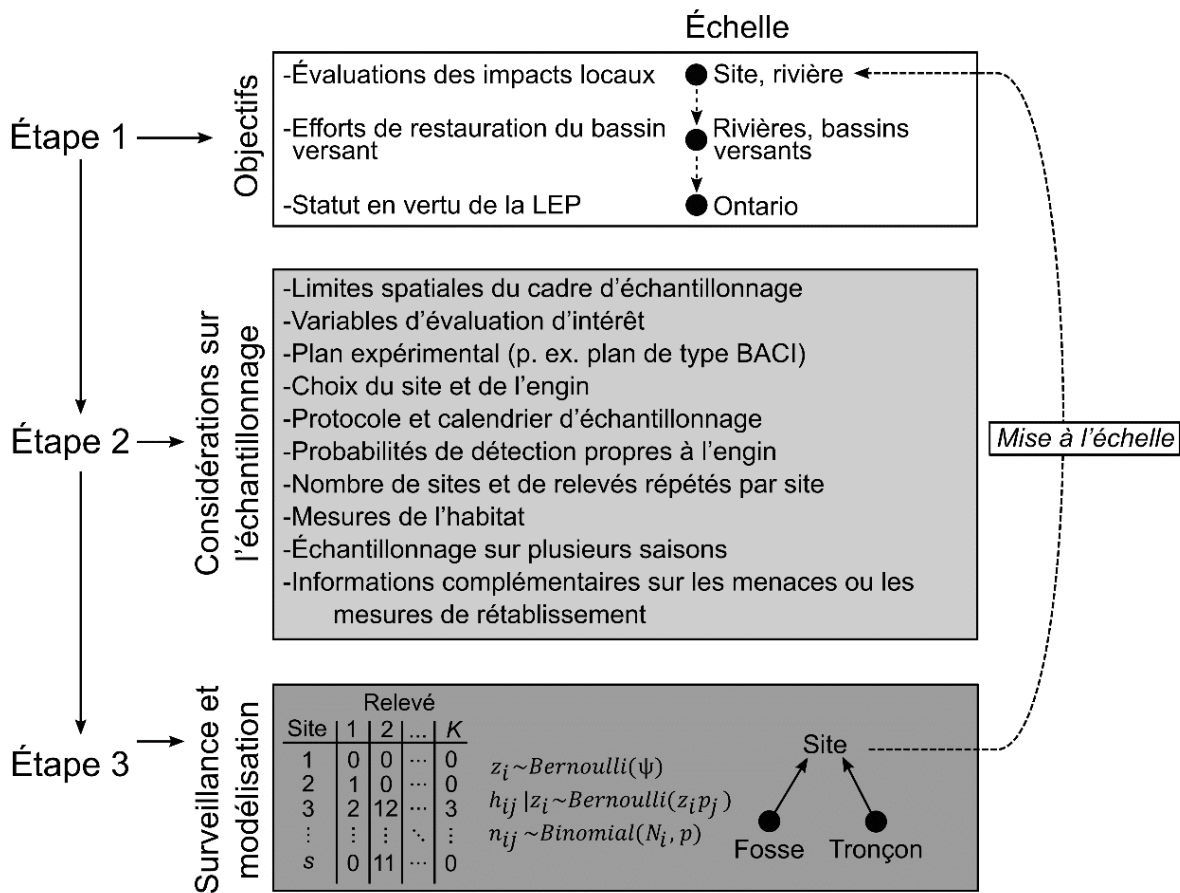 Échelle
Étape 1
Objectifs
-Évaluations des impacts locaux
Site, rivière
-Efforts de restauration du bassin
versant
Rivières, bassins
versants
-Statut en vertu de la LEP
Ontario
Étape 2
Considérations sur
l'échantillonnage
-Limites spatiales du cadre d'échantillonnage
-Variables d'évaluation d'intérêt
-Plan expérimental (p. ex. plan de type BACI)
-Choix du site et de l'engin
-Protocole et calendrier d'échantillonnage
-Probabilités de détection propres à l'engin
-Nombre de sites et de relevés répétés par site
-Mesures de l'habitat
-Échantillonnage sur plusieurs saisons
-Informations complémentaires sur les menaces ou les
mesures de rétablissement
Mise à l'échelle
Étape 3
Surveillance et
modélisation
Relevé
Site 1 2 ... K
1 0 0 ⋯ 0
2 1 0 ⋯ 0
3 2 12 ⋯ 3
⋮ ⋮ ⋮ ⋱ ⋮
s 0 11 ⋯ 0
z_i~Bernoulli(ψ)
h_ij|z_i~Bernoulli(z_i p_j)
n_ij~Binomial(N_i, p)
Site
Fosse
Tronçon